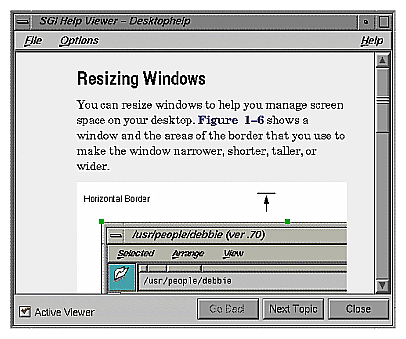 SGI Help Viewer – Desktophelp
File Options Help
Resizing Windows
You can resize windows to help you manage screen
space on your desktop. Figure 1–6 shows a
window and the areas of the border that you use to
make the window narrower, shorter, taller, or
wider.
Horizontal Border
/usr/people/debbie (ver .70)
Selected Arrange View
/usr/people/debbie
Active Viewer Go Back Next Topic Close